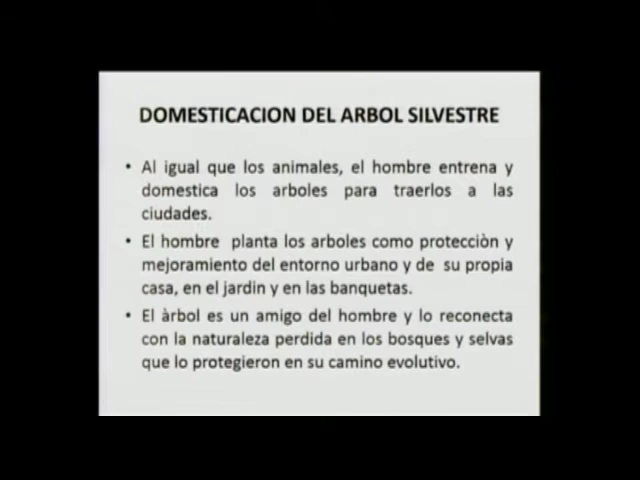 DOMESTICACION DEL ARBOL SILVESTRE
• Al igual que los animales, el hombre entrena y
domestica los arboles para traerlos a las
ciudades.
• El hombre planta los arboles como protecciòn y
mejoramiento del entorno urbano y de su propia
casa, en el jardin y en las banquetas.
• El àrbol es un amigo del hombre y lo reconecta
con la naturaleza perdida en los bosques y selvas
que lo protegieron en su camino evolutivo.